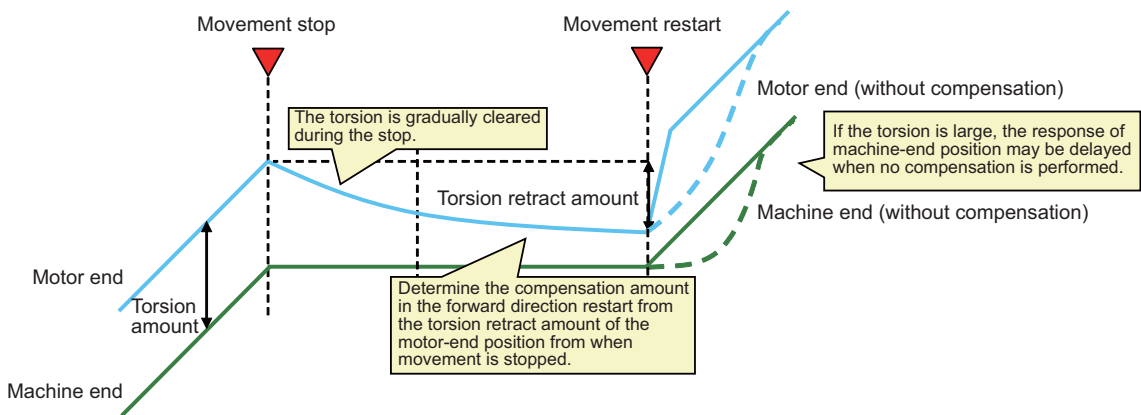 Movement stop
Movement restart
The torsion is gradually cleared
during the stop.
Motor end (without compensation)
If the torsion is large, the response of
machine-end position may be delayed
when no compensation is performed.
Torsion retract amount
Machine end (without compensation)
Motor end
Torsion
amount
Determine the compensation amount
in the forward direction restart from
the torsion retract amount of the
motor-end position from when
movement is stopped.
Machine end